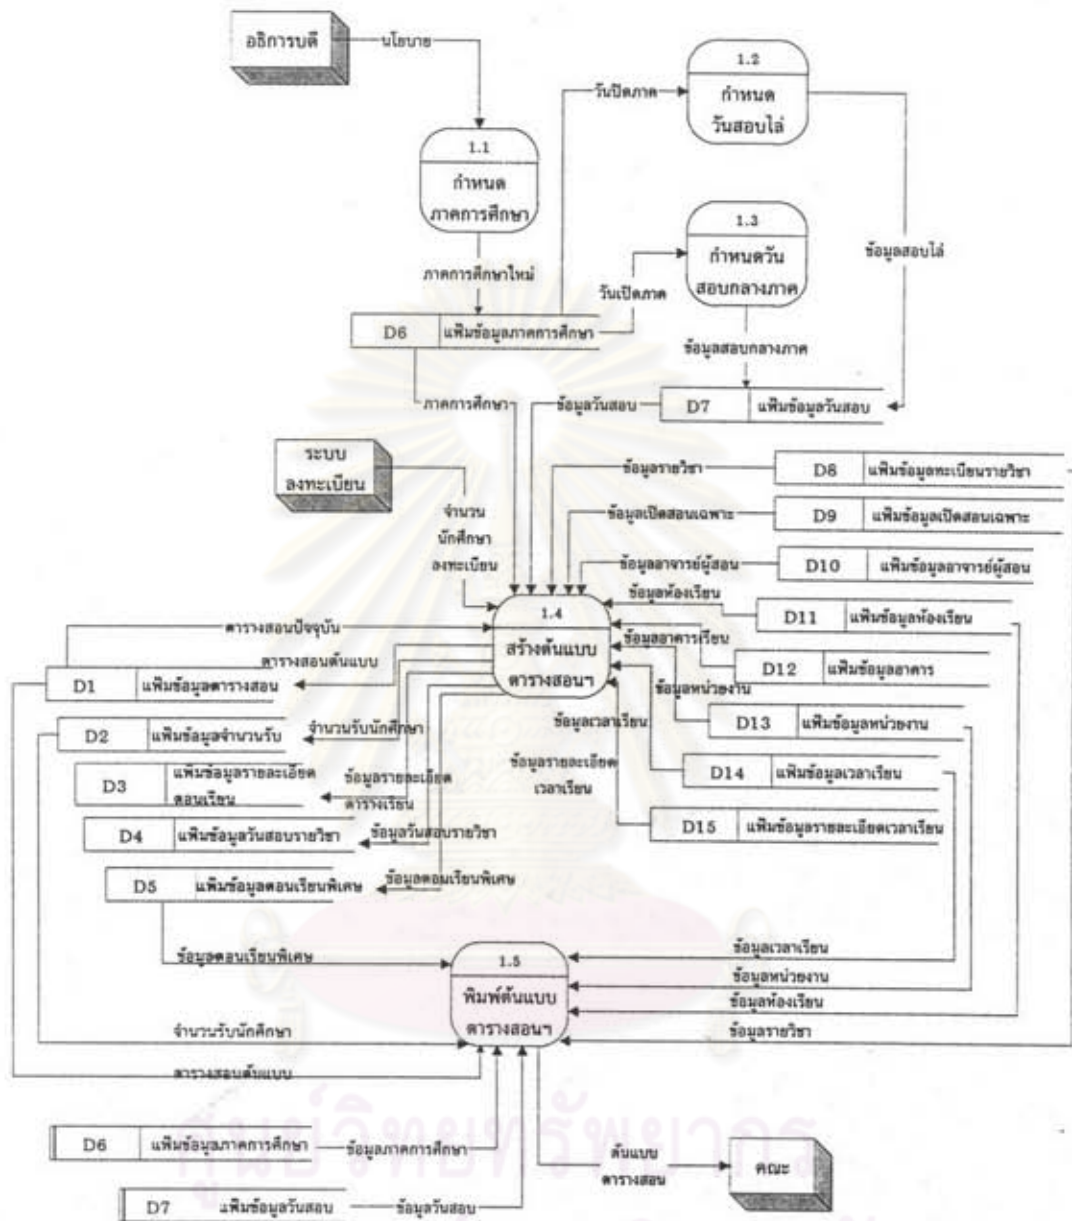 อธิการบดี
นโยบาย
1.2
กำหนด
วันสอบไล่
วันปิดภาค
1.1
กำหนด
ภาคการศึกษา
1.3
กำหนดวัน
สอบกลางภาค
ข้อมูลสอบไล่
ภาคการศึกษาใหม่
วันเปิดภาค
D6 แฟ้มข้อมูลภาคการศึกษา
ข้อมูลสอบกลางภาค
ภาคการศึกษา
ข้อมูลวันสอบ
D7 แฟ้มข้อมูลวันสอบ
ระบบ
ลงทะเบียน
ข้อมูลรายวิชา
D8 แฟ้มข้อมูลทะเบียนรายวิชา
จำนวน
นักศึกษา
ลงทะเบียน
ข้อมูลเปิดสอนเฉพาะ
D9 แฟ้มข้อมูลเปิดสอนเฉพาะ
ข้อมูลอาจารย์ผู้สอน
D10 แฟ้มข้อมูลอาจารย์ผู้สอน
ข้อมูลห้องเรียน
D11 แฟ้มข้อมูลห้องเรียน
1.4
สร้างต้นแบบ
ตารางสอนฯ
ตารางสอนปัจจุบัน
ข้อมูลอาคารเรียน
D12 แฟ้มข้อมูลอาคาร
ตารางสอนต้นแบบ
D1 แฟ้มข้อมูลตารางสอน
ข้อมูลหน่วยงาน
D13 แฟ้มข้อมูลหน่วยงาน
D2 แฟ้มข้อมูลจำนวนรับ
จำนวนรับนักศึกษา
ข้อมูลเวลาเรียน
D14 แฟ้มข้อมูลเวลาเรียน
D3 แฟ้มข้อมูลรายละเอียด
ตอนเรียน
ข้อมูลรายละเอียด
ตารางเรียน
ข้อมูลรายละเอียด
เวลาเรียน
D15 แฟ้มข้อมูลรายละเอียดเวลาเรียน
D4 แฟ้มข้อมูลวันสอบรายวิชา
ข้อมูลวันสอบรายวิชา
D5 แฟ้มข้อมูลตอนเรียนพิเศษ
ข้อมูลตอนเรียนพิเศษ
ข้อมูลตอนเรียนพิเศษ
1.5
พิมพ์ต้นแบบ
ตารางสอนฯ
ข้อมูลเวลาเรียน
ข้อมูลหน่วยงาน
ข้อมูลห้องเรียน
ข้อมูลรายวิชา
จำนวนรับนักศึกษา
ตารางสอนต้นแบบ
ศูนย์วิทยทรัพยากร
D6 แฟ้มข้อมูลภาคการศึกษา
ข้อมูลภาคการศึกษา
ต้นแบบ
ตารางสอน
คณะ
D7 แฟ้มข้อมูลวันสอบ
ข้อมูลวันสอบ